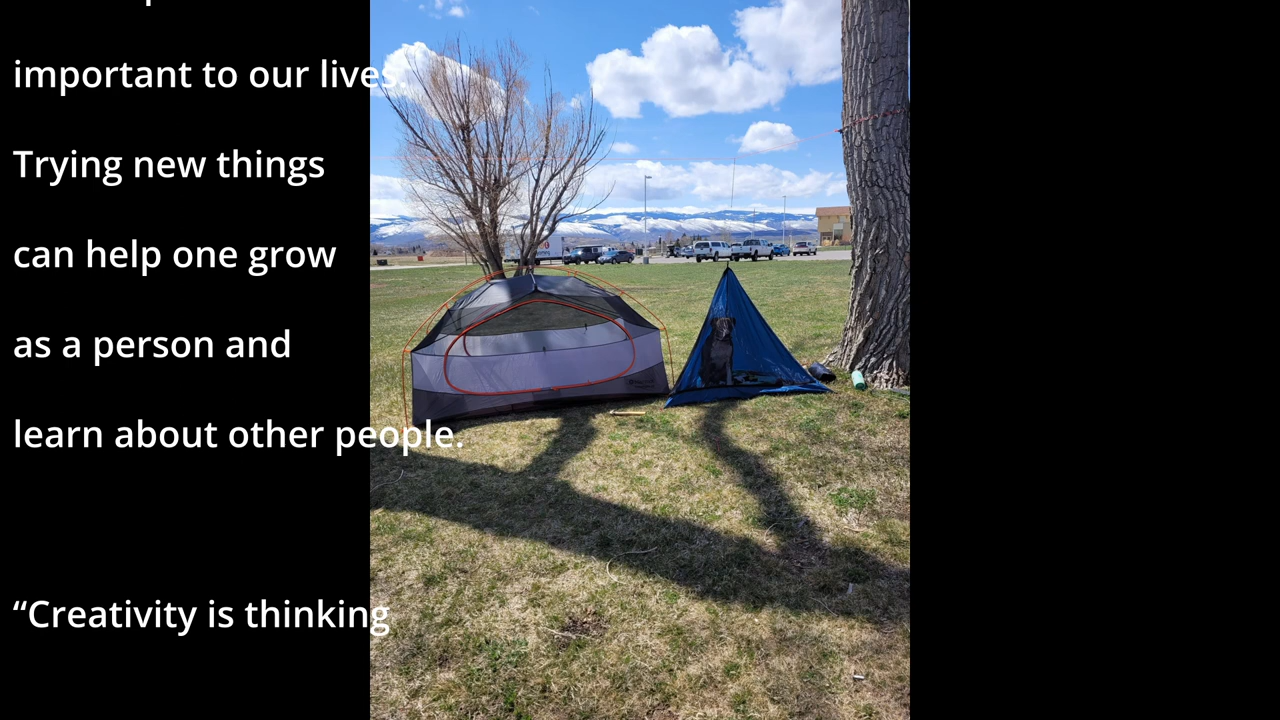 important to our lives.
Trying new things
can help one grow
as a person and
learn about other people.
“Creativity is thinking